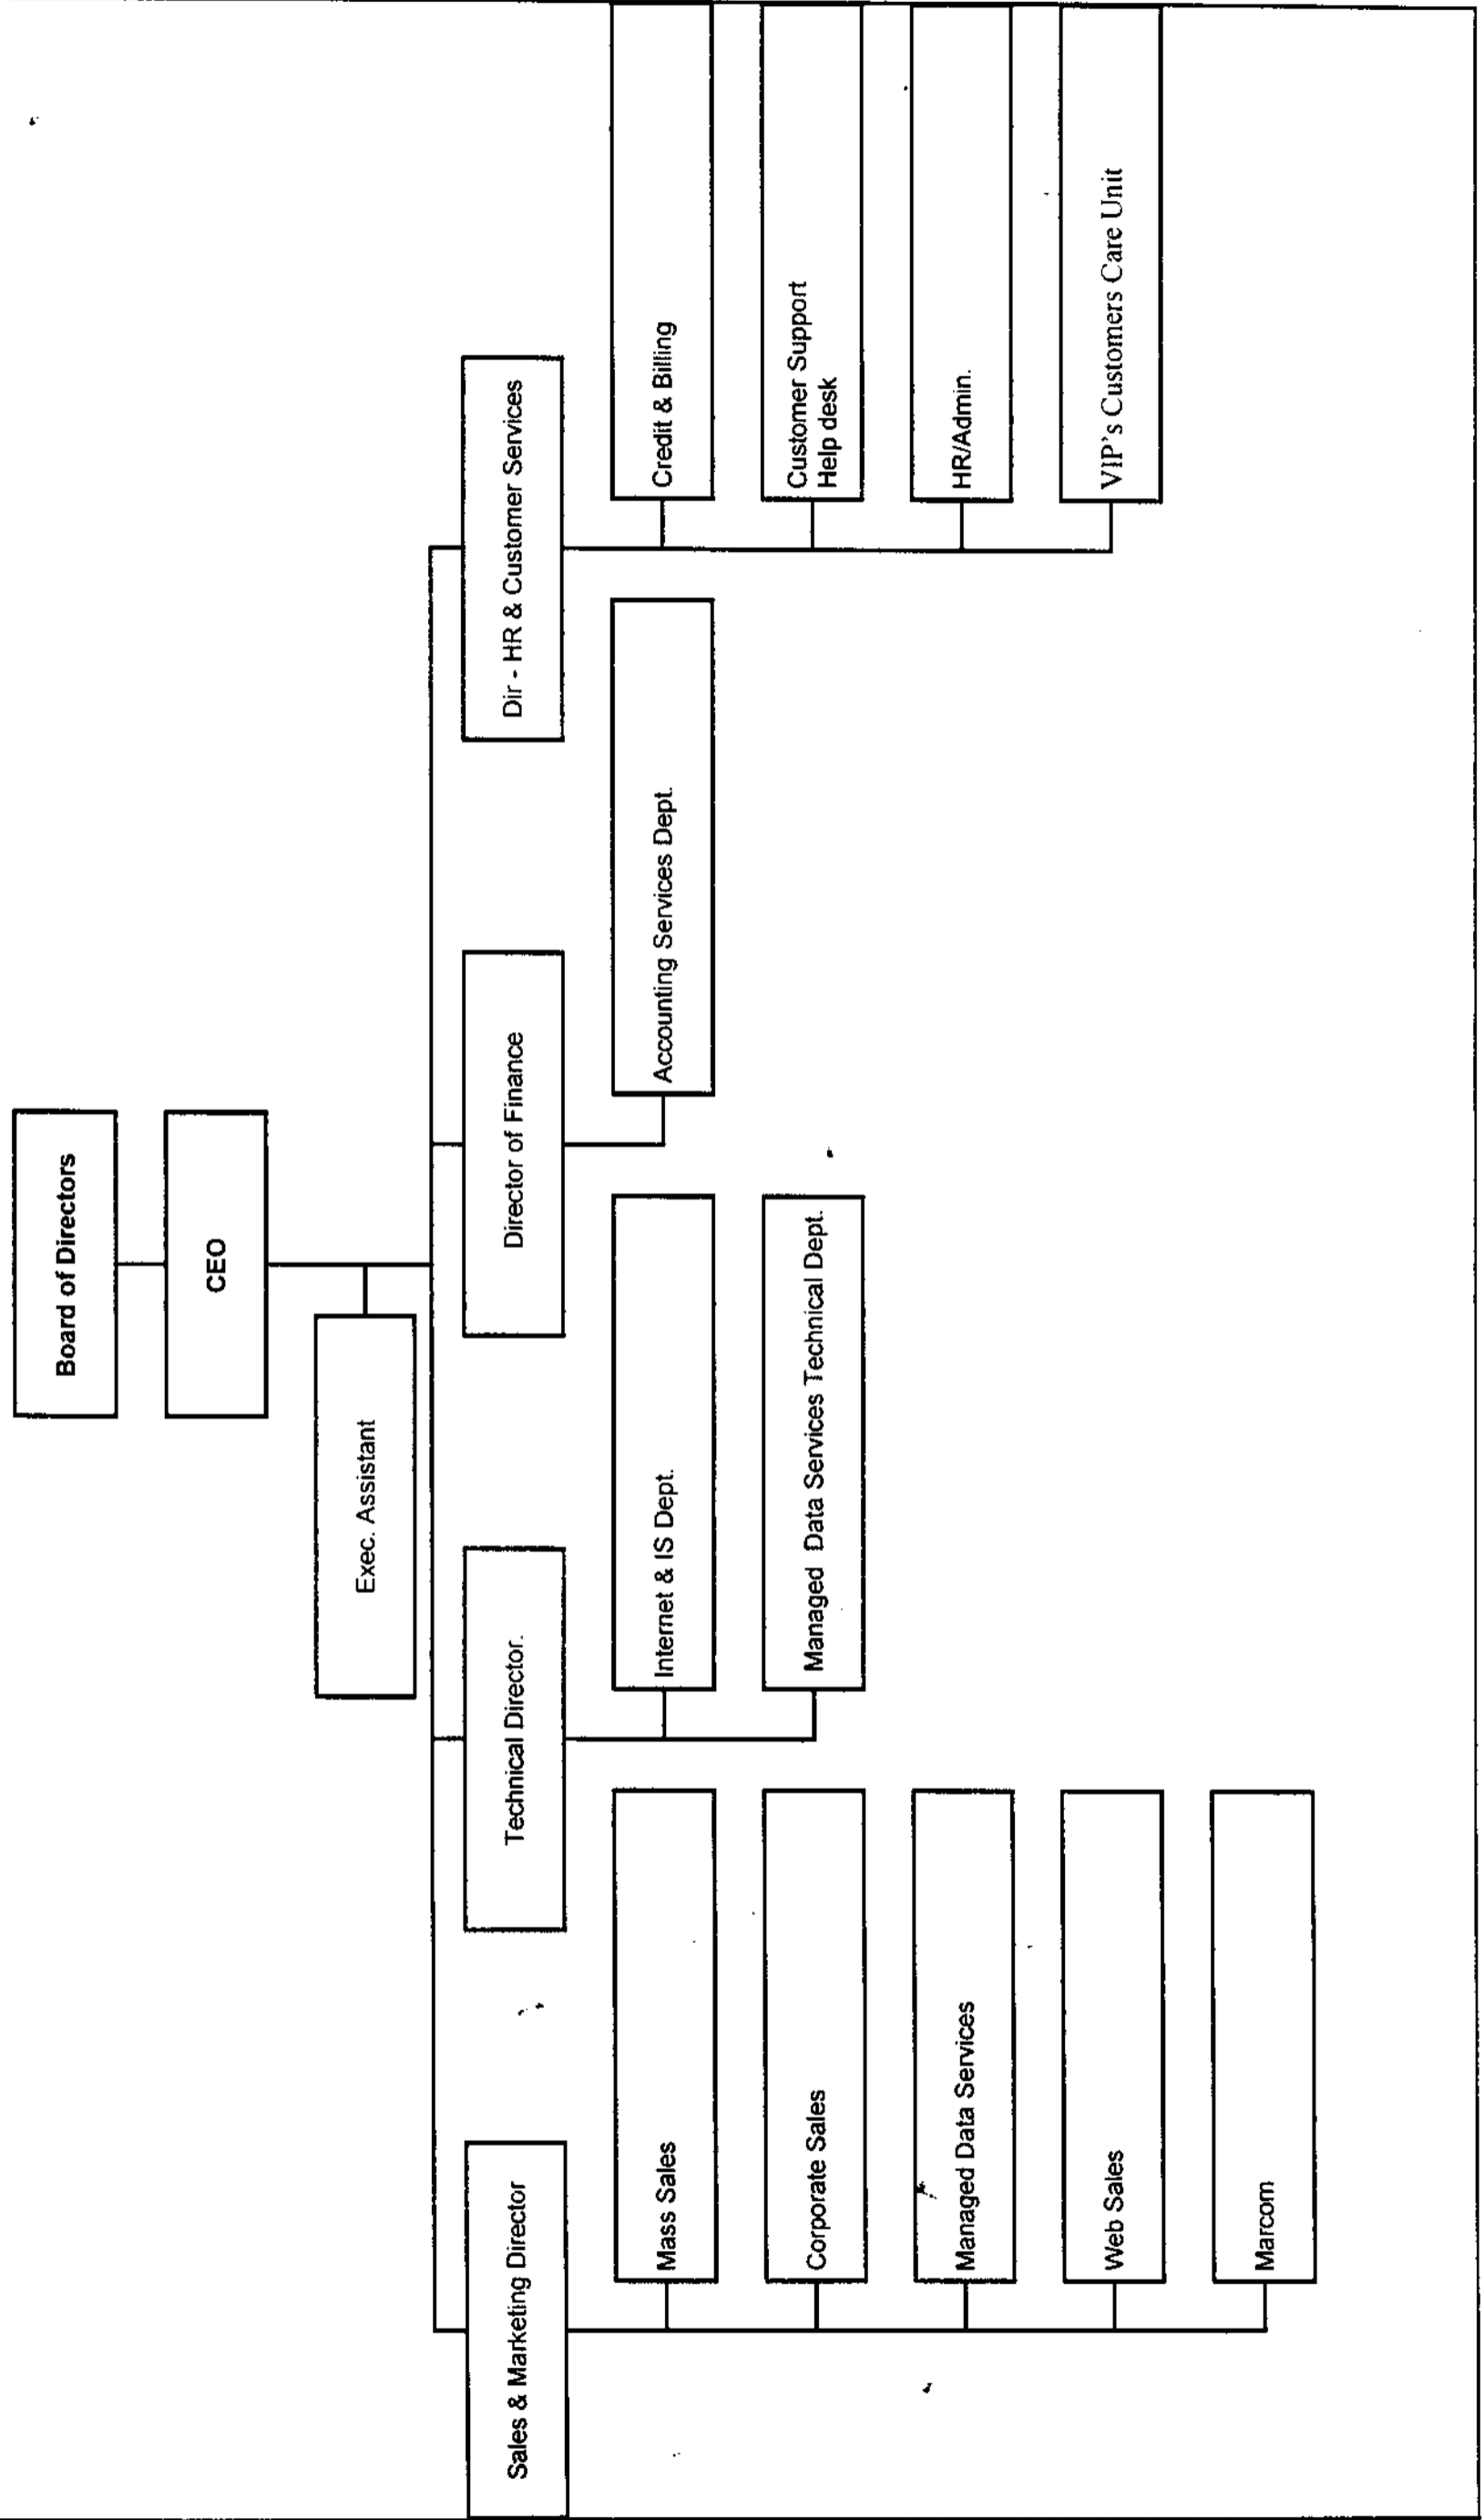 Board of Directors
CEO
Exec. Assistant
Sales & Marketing Director
Technical Director.
Director of Finance
Dir - HR & Customer Services
Mass Sales
Corporate Sales
Managed Data Services
Web Sales
Marcom
Internet & IS Dept.
Managed Data Services Technical Dept.
Accounting Services Dept.
Credit & Billing
Customer Support
Help desk
HR/Admin.
VIP's Customers Care Unit